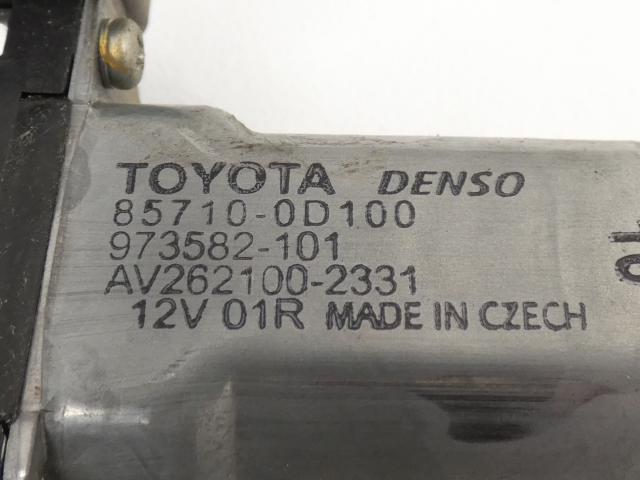 TOYOTA DENSO
85710-0D100
973582-101
AV262100-2331
12V 01R MADE IN CZECH